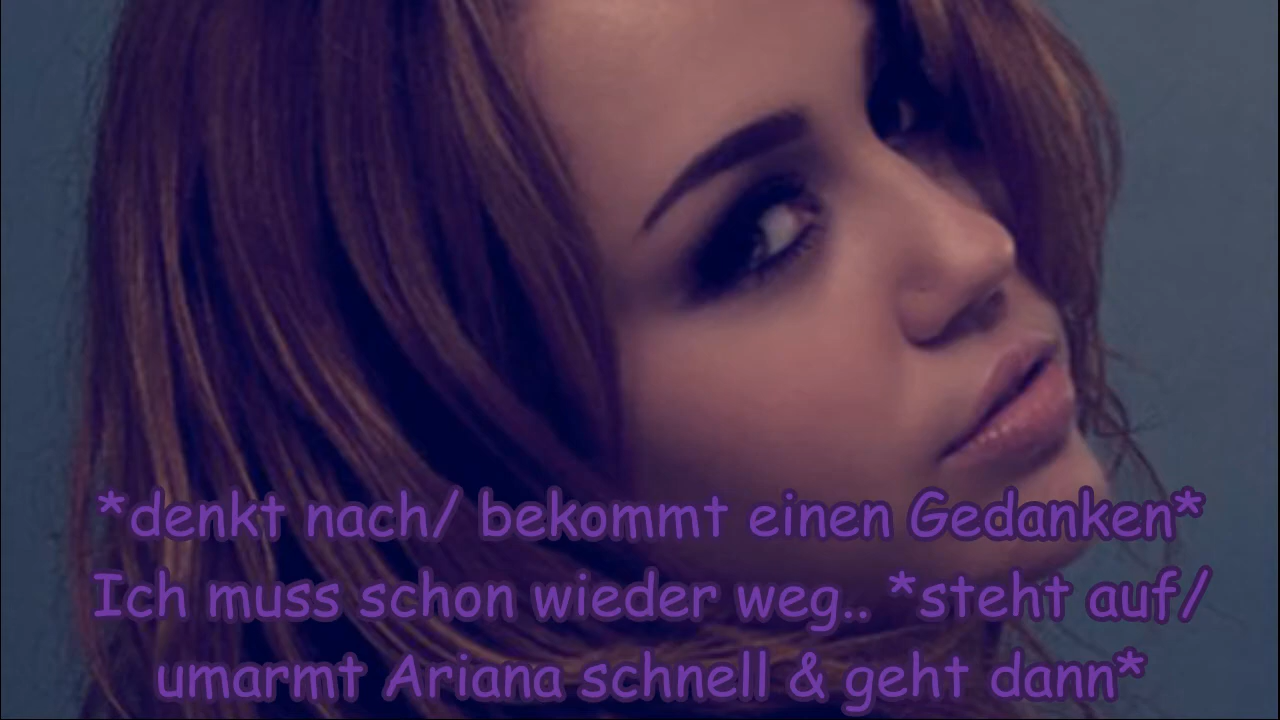 *denkt nach/ bekommt einen Gedanken*
Ich muss schon wieder weg.. *steht auf/
umarmt Ariana schnell & geht dann*